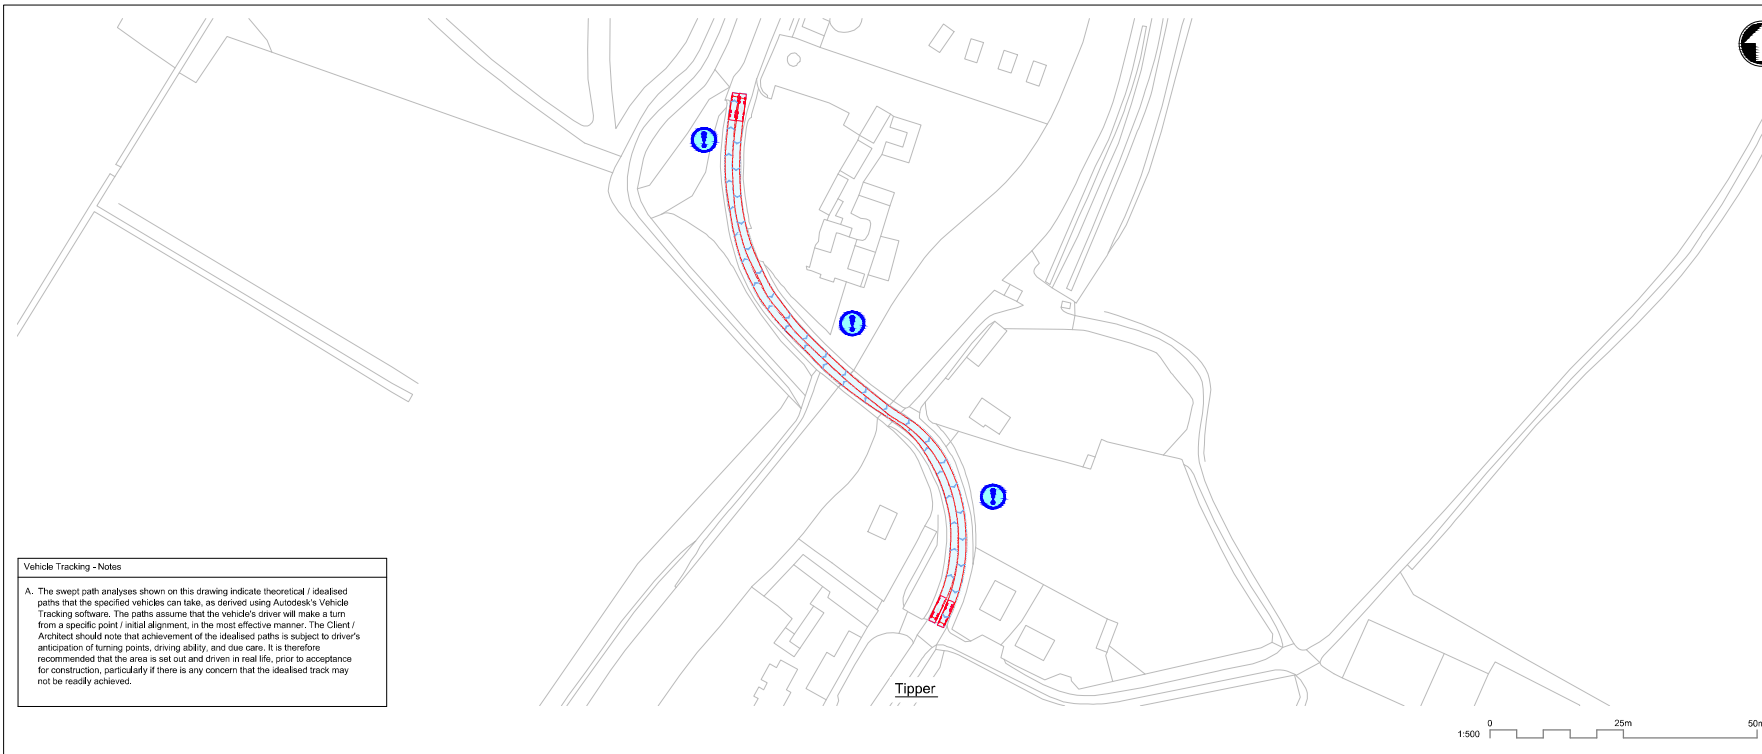 Vehicle Tracking - Notes
A. The swept path analyses shown on this drawing indicate theoretical / idealised
paths that the specified vehicles can take, as derived using Autodesk's Vehicle
Tracking software. The paths assume that the vehicle's driver will make a turn
from a specific point / initial alignment, in the most effective manner. The Client /
Architect should note that achievement of the idealised paths is subject to driver's
anticipation of turning points, driving ability, and due care. It is therefore
recommended that the area is set out and driven in real life, prior to acceptance
for construction, particularly if there is any concern that the idealised track may
not be readily achieved.
Tipper
0 25m 50m
1:500